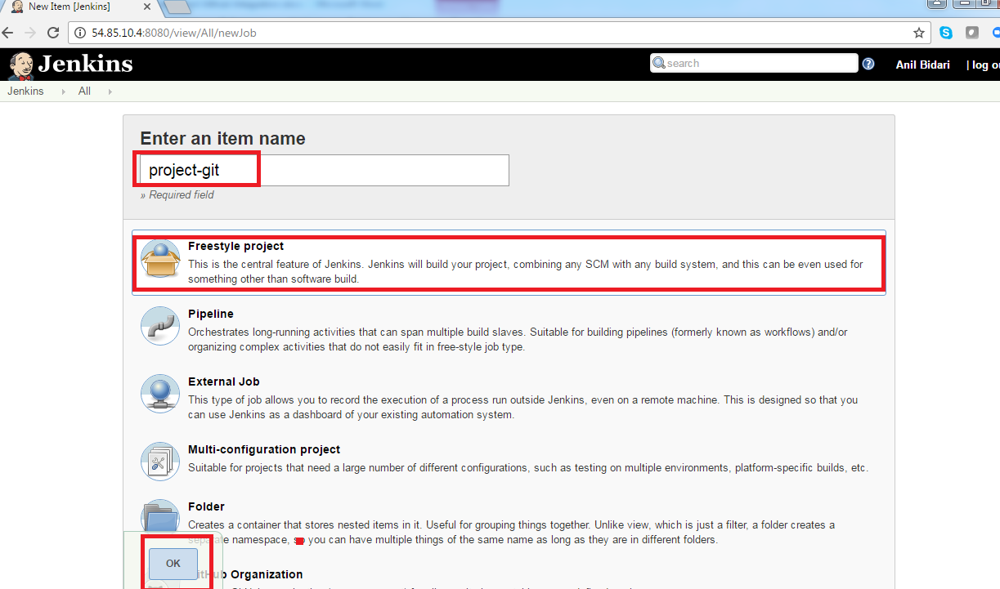 New Item [Jenkins]
54.85.10.4:8080/view/All/newJob
Jenkins
search
Anil Bidari
| log ou
Jenkins
All
Enter an item name
project-git
» Required field
Freestyle project
This is the central feature of Jenkins. Jenkins will build your project, combining any SCM with any build system, and this can be even used for
something other than software build.
Pipeline
Orchestrates long-running activities that can span multiple build slaves. Suitable for building pipelines (formerly known as workflows) and/or
organizing complex activities that do not easily fit in free-style job type.
External Job
This type of job allows you to record the execution of a process run outside Jenkins, even on a remote machine. This is designed so that you
can use Jenkins as a dashboard of your existing automation system.
Multi-configuration project
Suitable for projects that need a large number of different configurations, such as testing on multiple environments, platform-specific builds, etc.
Folder
Creates a container that stores nested items in it. Useful for grouping things together. Unlike view, which is just a filter, a folder creates a
separate namespace, so you can have multiple things of the same name as long as they are in different folders.
OK
GitHub Organization